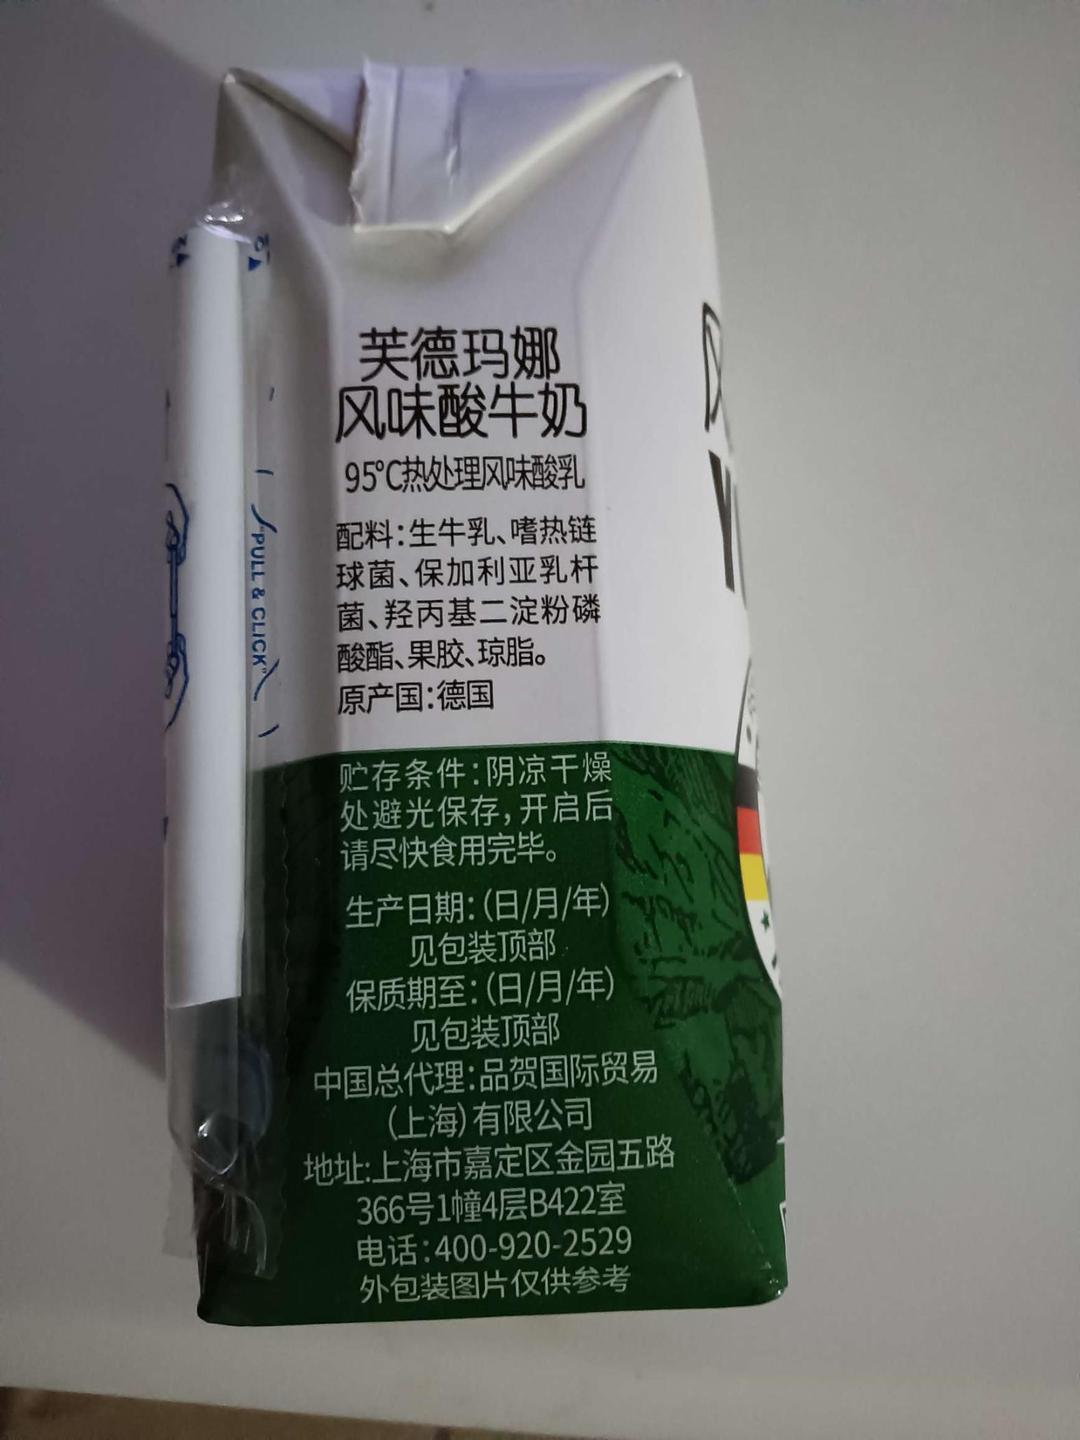 芙德玛娜
风味酸牛奶
95°C热处理风味酸乳
配料：生牛乳、嗜热链
球菌、保加利亚乳杆
菌、羟丙基二淀粉磷
酸酯、果胶、琼脂。
原产国：德国
贮存条件：阴凉干燥
处避光保存，开启后
请尽快食用完毕。
生产日期：（日/月/年）
见包装顶部
保质期至：（日/月/年）
见包装顶部
中国总代理：品贺国际贸易
（上海）有限公司
地址：上海市嘉定区金园五路
366号1幢4层B422室
电话：400-920-2529
外包装图片仅供参考
"PULL & CLICK"